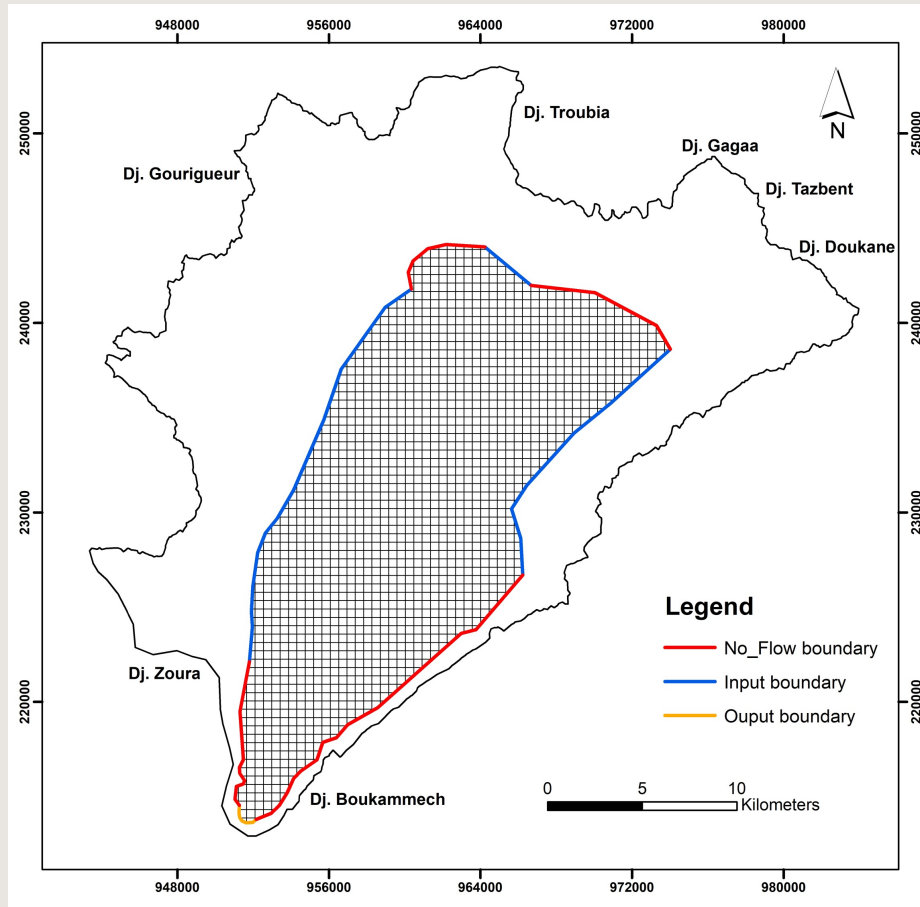 948000 956000 964000 972000 980000
Dj. Troubia
N
250000 250000
Dj. Gagaa
Dj. Gourigueur
Dj. Tazbent
Dj. Doukane
240000 240000
230000 230000
Legend
No_Flow boundary
Dj. Zoura
Input boundary
220000 220000
Ouput boundary
0 5 10
Dj. Boukammech
Kilometers
948000 956000 964000 972000 980000